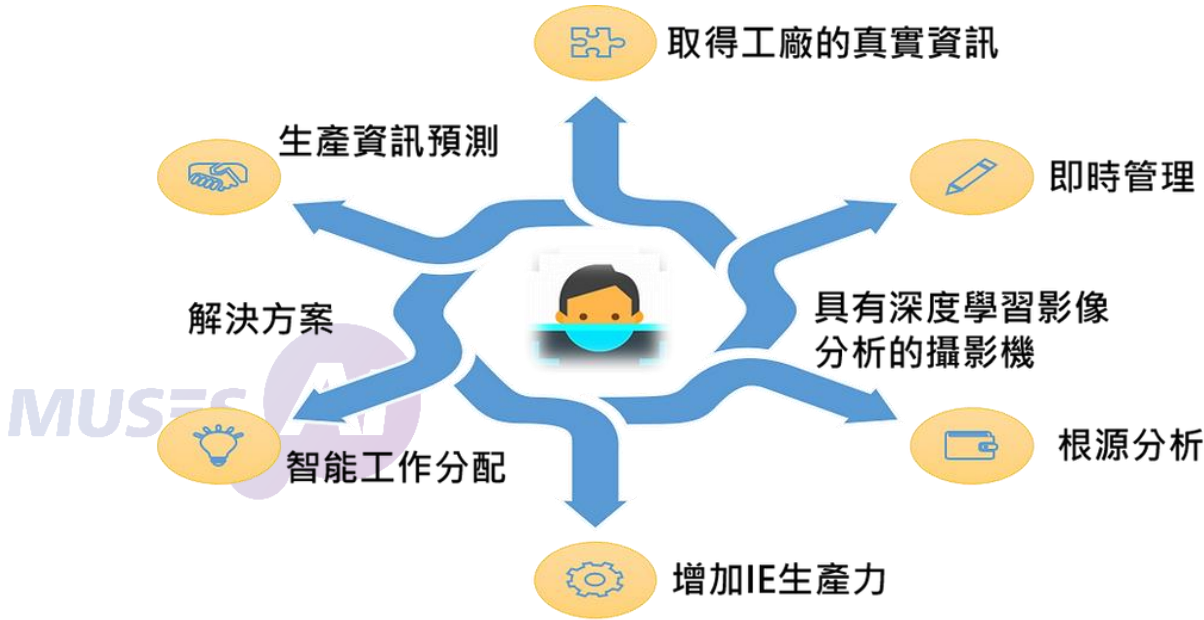 取得工廠的真實資訊
生產資訊預測
即時管理
解決方案
具有深度學習影像
分析的攝影機
MUSES AI
根源分析
智能工作分配
增加IE生產力